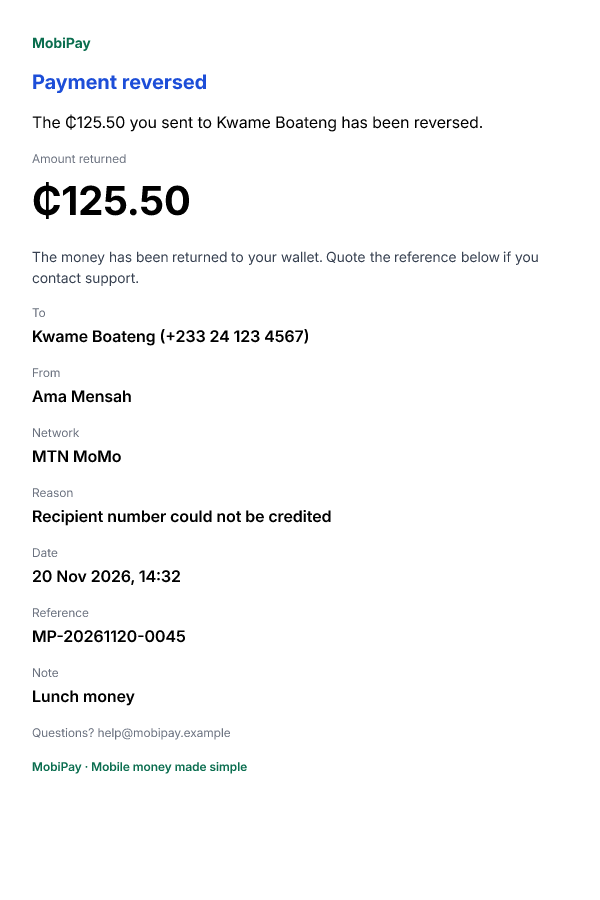 MobiPay
Payment reversed
The ₵125.50 you sent to Kwame Boateng has been reversed.
Amount returned
₵125.50
The money has been returned to your wallet. Quote the reference below if you
contact support.
To
Kwame Boateng (+233 24 123 4567)
From
Ama Mensah
Network
MTN MoMo
Reason
Recipient number could not be credited
Date
20 Nov 2026, 14:32
Reference
MP-20261120-0045
Note
Lunch money
Questions? help@mobipay.example
MobiPay · Mobile money made simple